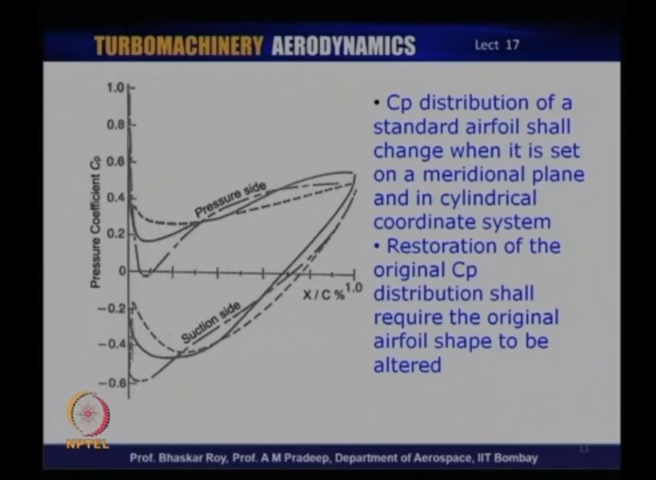 TURBOMACHINERY AERODYNAMICS
Lect 17
1.0
0.8
0.6
0.4
0.2
0
-0.2
-0.4
-0.6
Pressure Coefficient Cp
Pressure side
Suction side
X/C %
1.0
• Cp distribution of a
standard airfoil shall
change when it is set
on a meridional plane
and in cylindrical
coordinate system
• Restoration of the
original Cp
distribution shall
require the original
airfoil shape to be
altered
NPTEL
Prof. Bhaskar Roy, Prof. A M Pradeep, Department of Aerospace, IIT Bombay